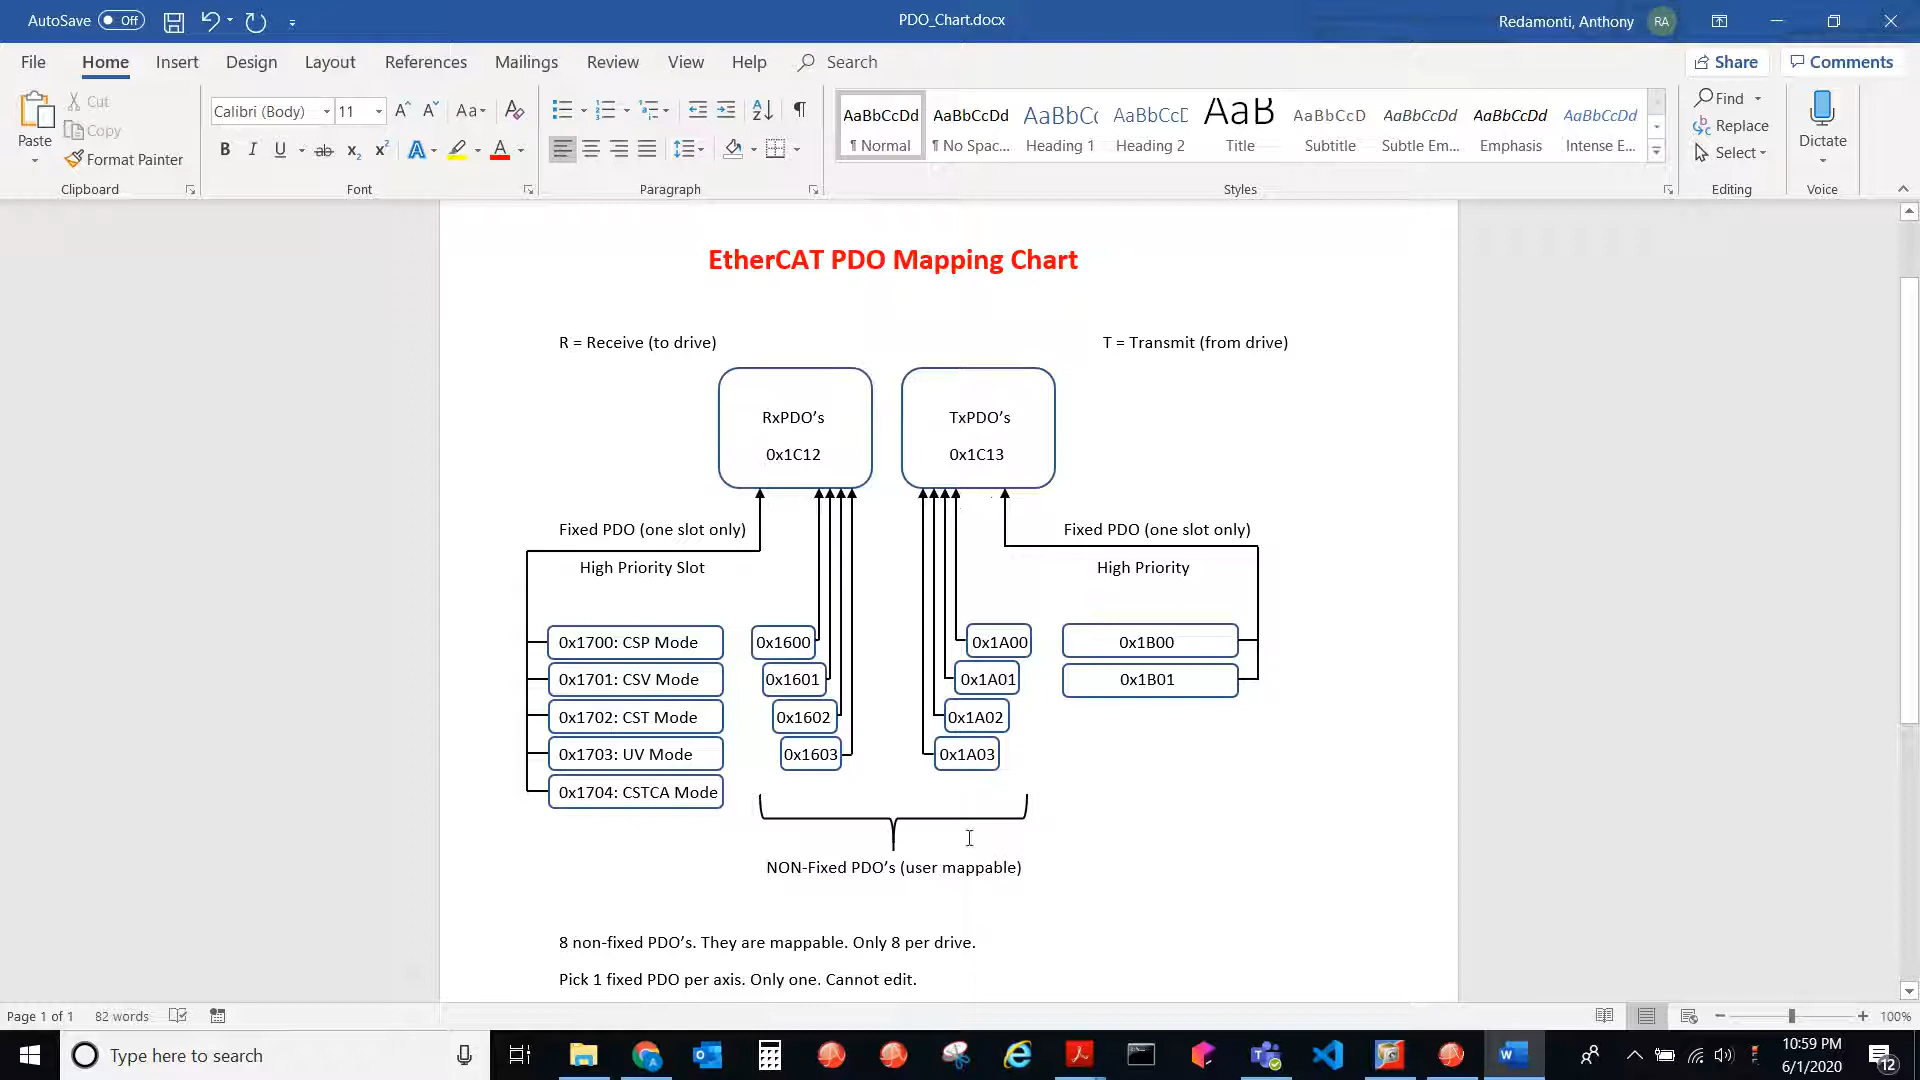 AutoSave Off
PDO_Chart.docx
Redamonti, Anthony RA
File Home Insert Design Layout References Mailings Review View Help Search
Share Comments
Paste
Cut
Copy
Format Painter
Clipboard
Calibri (Body) 11
Font
Paragraph
AaBbCcDd AaBbCcDd AaBbCc AaBbCcD AaB AaBbCcD AaBbCcDd AaBbCcDd AaBbCcDd
¶ Normal ¶ No Spac... Heading 1 Heading 2 Title Subtitle Subtle Em... Emphasis Intense E...
Styles
Find
Replace
Select
Editing
Dictate
Voice
EtherCAT PDO Mapping Chart
R = Receive (to drive)
T = Transmit (from drive)
RxPDO’s
0x1C12
TxPDO’s
0x1C13
Fixed PDO (one slot only)
High Priority Slot
Fixed PDO (one slot only)
High Priority
0x1700: CSP Mode
0x1701: CSV Mode
0x1702: CST Mode
0x1703: UV Mode
0x1704: CSTCA Mode
0x1600
0x1601
0x1602
0x1603
0x1A00
0x1A01
0x1A02
0x1A03
0x1B00
0x1B01
NON-Fixed PDO’s (user mappable)
8 non-fixed PDO’s. They are mappable. Only 8 per drive.
Pick 1 fixed PDO per axis. Only one. Cannot edit.
Page 1 of 1 82 words
100%
Type here to search
10:59 PM
6/1/2020
12